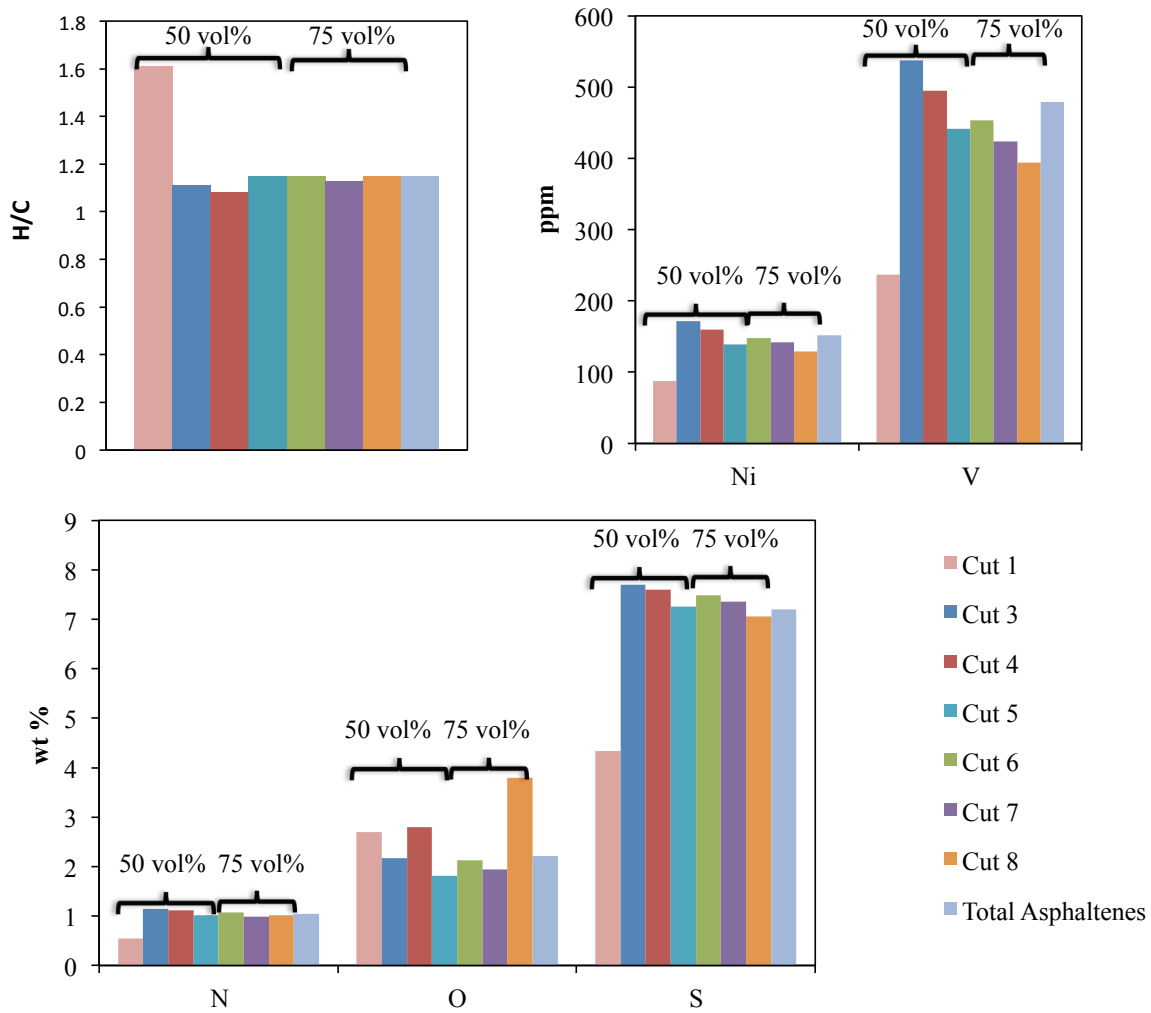 1.8
1.6
1.4
1.2
1
0.8
0.6
0.4
0.2
0
H/C
50 vol%
75 vol%
600
500
400
300
200
100
0
ppm
50 vol%
75 vol%
50 vol%
75 vol%
Ni
V
9
8
7
6
5
4
3
2
1
0
wt %
50 vol%
75 vol%
50 vol%
75 vol%
50 vol%
75 vol%
N
O
S
Cut 1
Cut 3
Cut 4
Cut 5
Cut 6
Cut 7
Cut 8
Total Asphaltenes